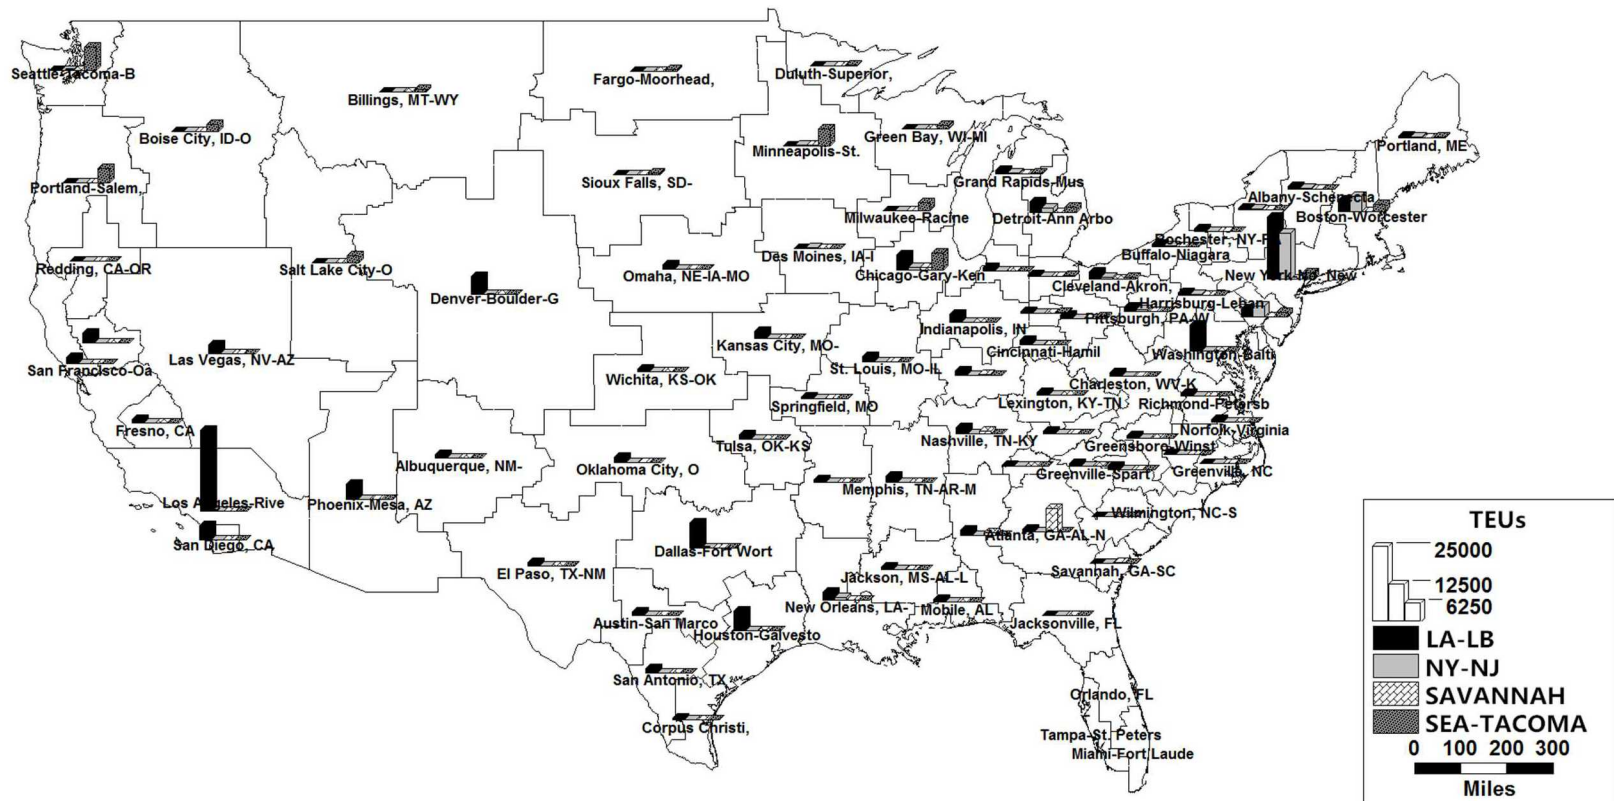 Seattle-Tacoma-B
Fargo-Moorhead,
Duluth-Superior,
Billings, MT-WY
Boise City, ID-O
Green Bay, WI-MI
Portland, ME
Minneapolis-St.
Portland-Salem,
Sioux Falls, SD-
Grand Rapids-Mus
Albany-Schenecta
Milwaukee-Racine
Detroit-Ann Arbo
Boston-Worcester
Rochester, NY-PA
Buffalo-Niagara
Des Moines, IA-I
Redding, CA-OR
Salt Lake City-O
Omaha, NE-IA-MO
Chicago-Gary-Ken
New York-No. New
Cleveland-Akron,
Denver-Boulder-G
Harrisburg-Leban
Pittsburgh, PA-W
Indianapolis, IN
Kansas City, MO-
Cincinnati-Hamil
Washington-Balti
Las Vegas, NV-AZ
San Francisco-Oa
St. Louis, MO-IL
Wichita, KS-OK
Charleston, WV-K
Springfield, MO
Lexington, KY-TN
Richmond-Petersb
Fresno, CA
Norfolk-Virginia
Tulsa, OK-KS
Nashville, TN-KY
Greensboro-Winst
Albuquerque, NM-
Oklahoma City, O
Greenville-Spart
Greenville, NC
Memphis, TN-AR-M
Los Angeles-Rive
Phoenix-Mesa, AZ
Wilmington, NC-S
Atlanta, GA-AL-N
San Diego, CA
Dallas-Fort Wort
El Paso, TX-NM
Jackson, MS-AL-L
Savannah, GA-SC
New Orleans, LA-
Mobile, AL
Austin-San Marco
Houston-Galvesto
Jacksonville, FL
San Antonio, TX
Orlando, FL
Corpus Christi,
Tampa-St. Peters
Miami-Fort Laude
TEUs
25000
12500
6250
LA-LB
NY-NJ
SAVANNAH
SEA-TACOMA
0 100 200 300
Miles